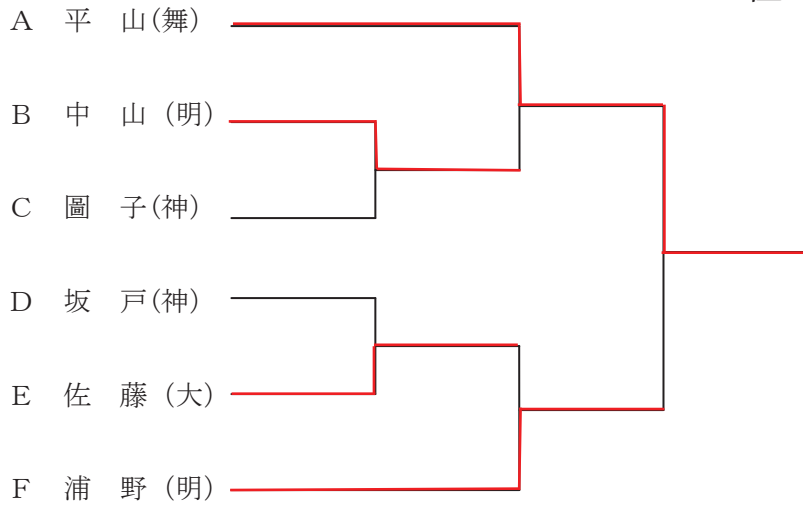 A 平 山(舞)
B 中 山 (明)
C 圖 子(神)
D 坂 戸(神)
E 佐 藤 (大)
F 浦 野 (明)